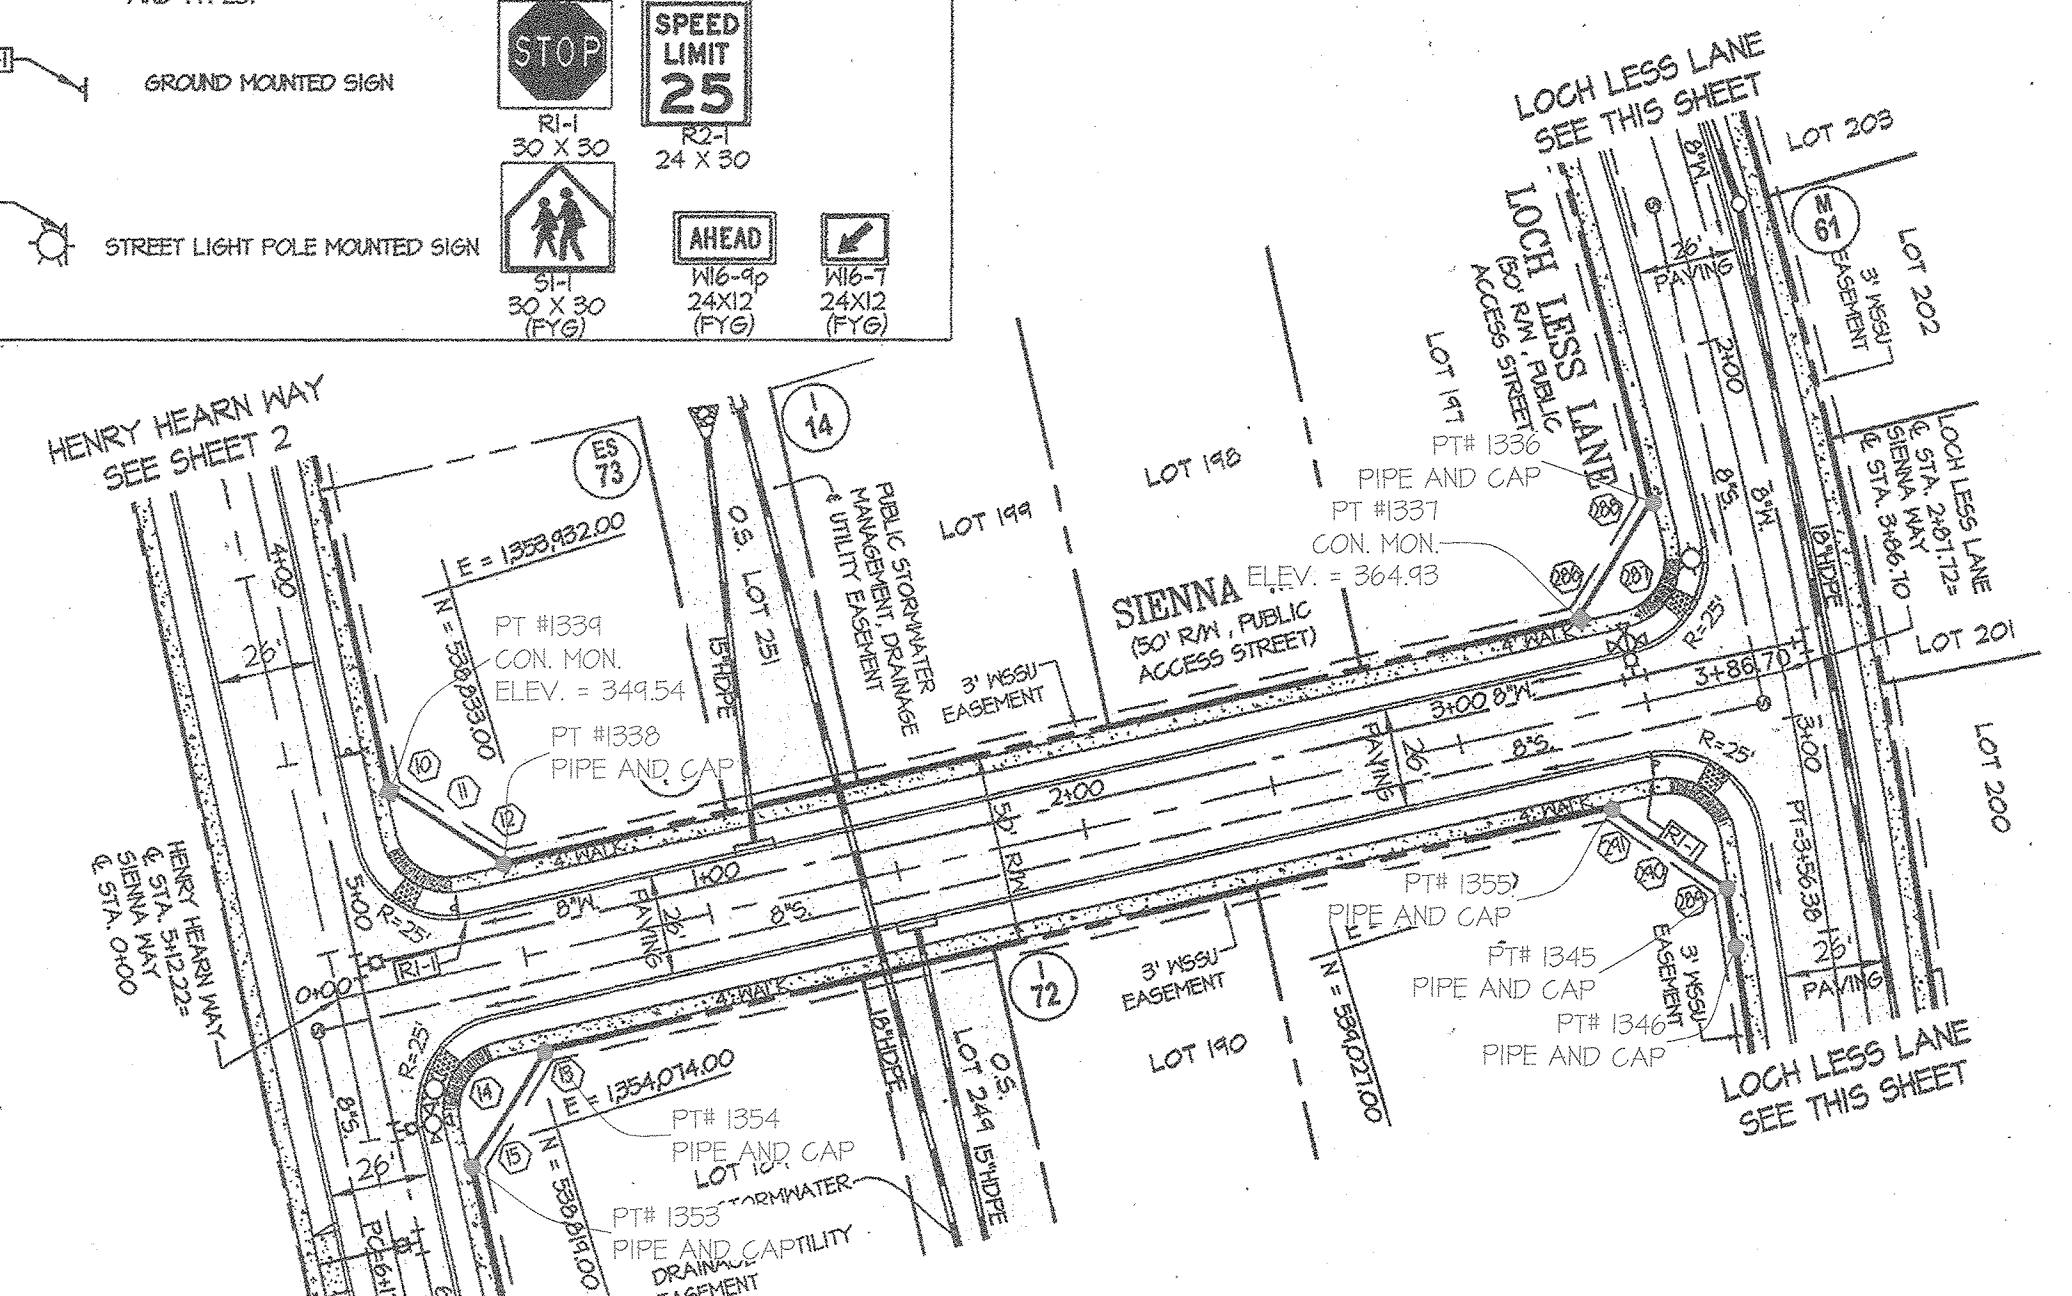 GROUND MOUNTED SIGN
STREET LIGHT POLE MOUNTED SIGN
STOP
R1-1
30 X 30
SPEED
LIMIT
25
R2-1
24 X 30
S1-1
30 X 30
(FYG)
AHEAD
W16-9p
24X12
(FYG)
W16-7
24X12
(FYG)
LOCH LESS LANE
SEE THIS SHEET
LOT 203
M
61
LOT 202
3' WSSU
EASEMENT
8"W.
26'
PAVING
2+00
LOCH LESS LANE
(50' R/W, PUBLIC
ACCESS STREET
LOT 197
PT# 1336
PIPE AND CAP
PT #1337
CON. MON.
ELEV. = 364.93
288
286
287
8"S.
8"W.
18"HDPE
LOCH LESS LANE
℄ STA. 2+87.72=
SIENNA WAY
℄ STA. 3+86.70
LOT 201
LOT 200
HENRY HEARN WAY
SEE SHEET 2
ES
73
I
14
E = 1,353,932.00
N = 538,833.00
O.S. LOT 251
15"HDPE
PUBLIC STORMWATER
MANAGEMENT, DRAINAGE
& UTILITY EASEMENT
LOT 199
LOT 198
SIENNA
(50' R/W, PUBLIC
ACCESS STREET)
3' WSSU
EASEMENT
4+00
26'
PT #1339
CON. MON.
ELEV. = 349.54
PT #1338
PIPE AND CAP
10
11
12
4' WALK
R=25'
3+86.70
3+00
8"W.
8"S.
26'
PAVING
2+00
50'
R/W
4' WALK
1+00
8"W.
8"S.
26'
PAVING
R=25'
5+00
R1-1
0+00
HENRY HEARN WAY
℄ STA. 5+12.22=
SIENNA WAY
℄ STA. 0+00
R=25'
3+00
PT=3+56.38
26'
PAVING
4' WALK
R1-1
291
290
289
PT# 1355
PIPE AND CAP
PT# 1345
PIPE AND CAP
PT# 1346
PIPE AND CAP
3' WSSU
EASEMENT
LOCH LESS LANE
SEE THIS SHEET
4' WALK
I
72
3' WSSU
EASEMENT
LOT 190
N = 539,027.00
R=25'
8"S.
26'
14
13
15
E = 1,354,074.00
N = 538,819.00
PT# 1354
PIPE AND CAP
STORMWATER
PT# 1353
PIPE AND CAP
18"HDPE
O.S.
LOT 249
15"HDPE